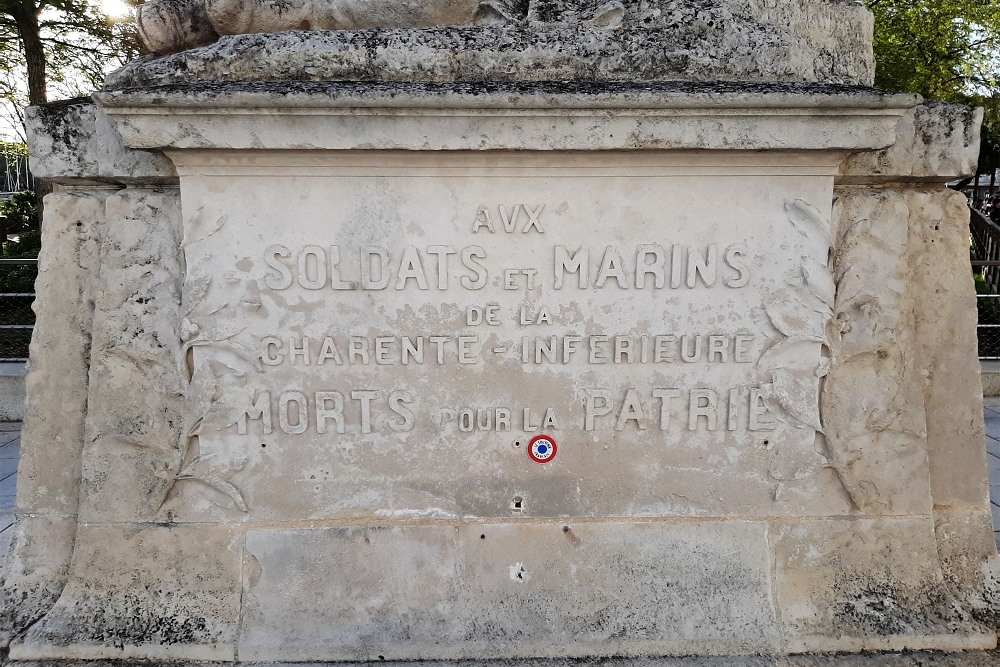 AVX
SOLDATS ET MARINS
DE LA
CHARENTE - INFERIEURE
MORTS POUR LA PATRIE